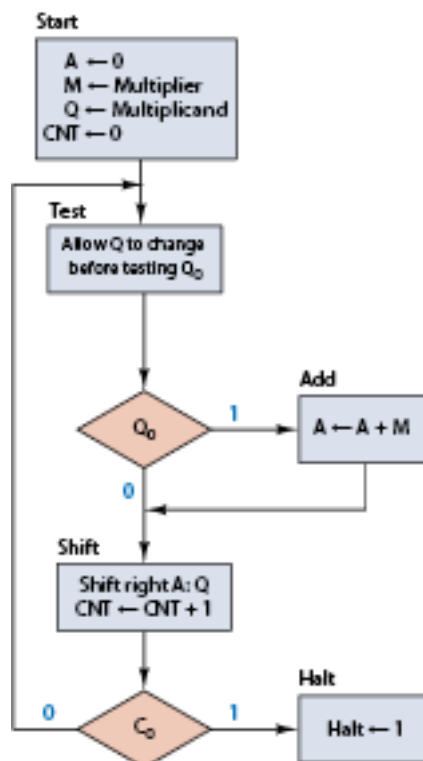 Start
A ← 0
M ← Multiplier
Q ← Multiplicand
CNT ← 0
Test
Allow Q to change
before testing Q₀
Q₀
1
Add
A ← A + M
0
Shift
Shift right A: Q
CNT ← CNT + 1
0
C₀
1
Halt
Halt ← 1